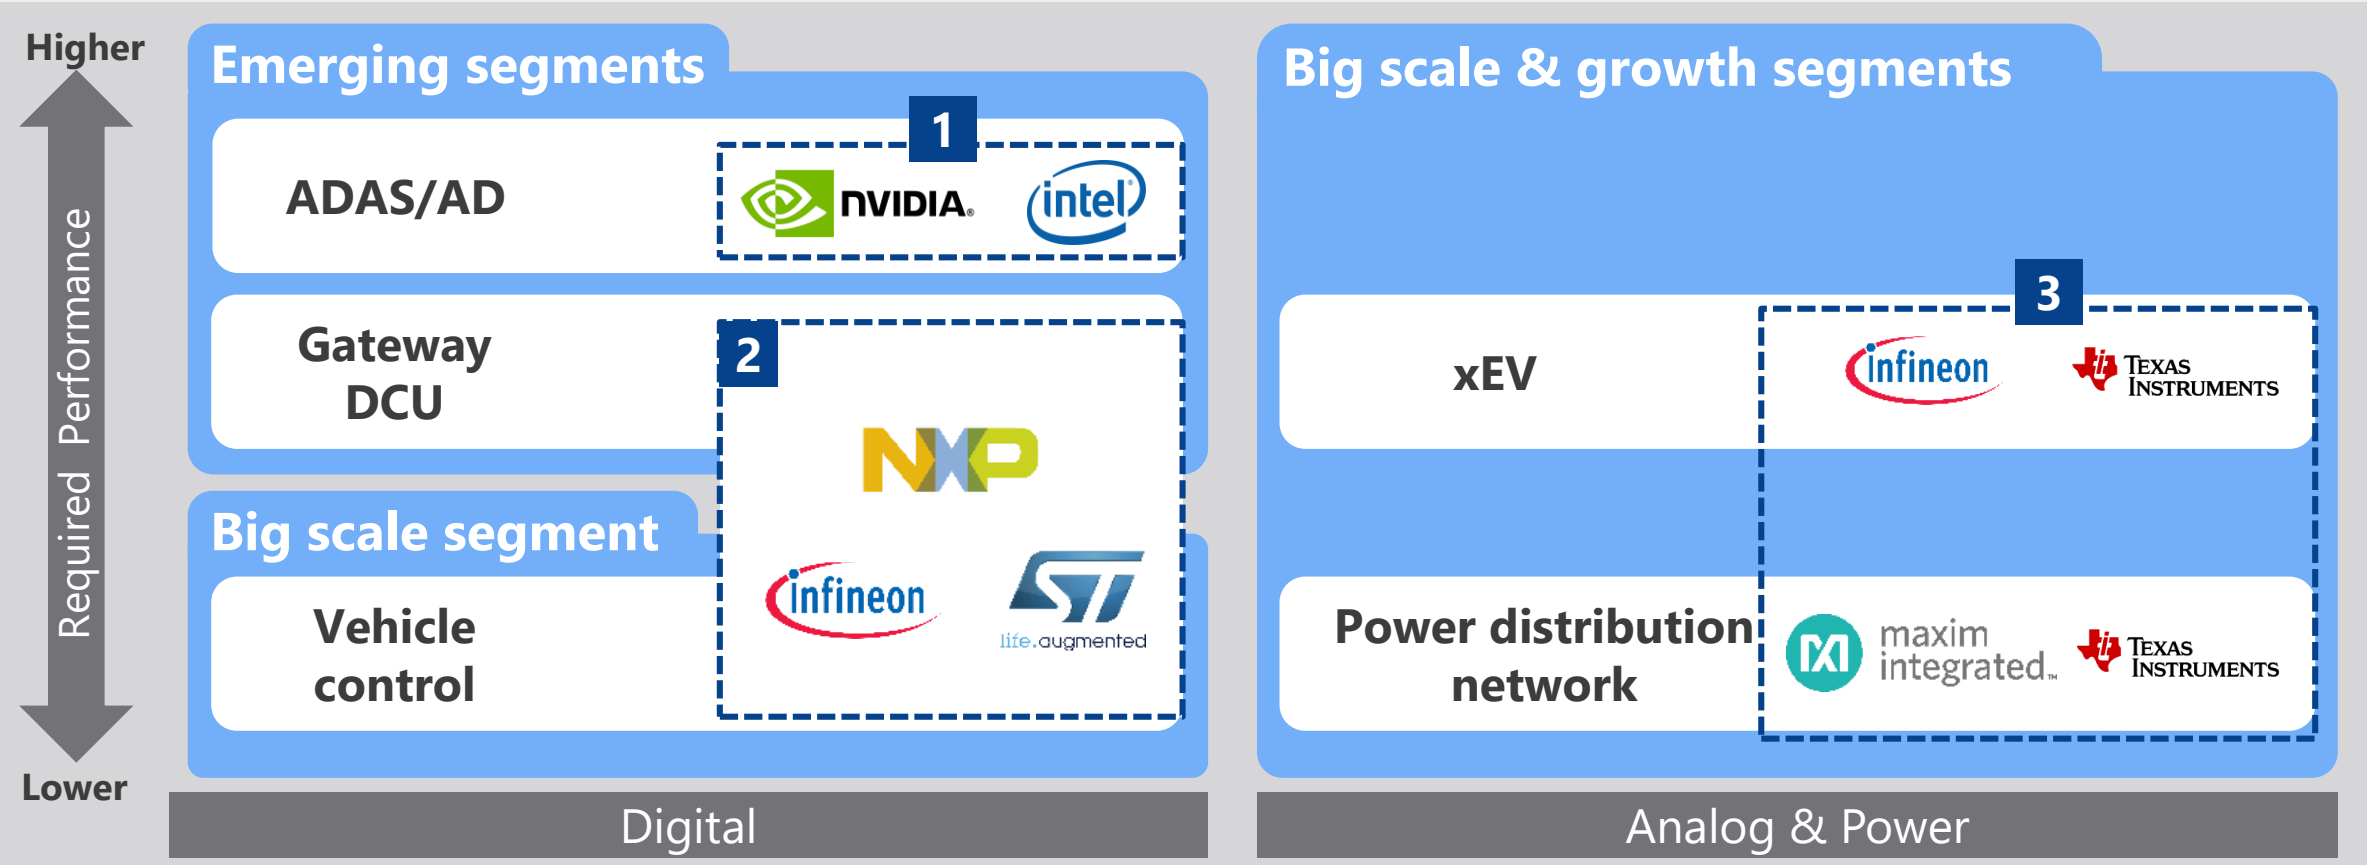 Higher
Required Performance
Lower
Emerging segments
ADAS/AD
1
NVIDIA®
intel®
Gateway
DCU
2
NXP
Big scale segment
Vehicle
control
infineon
ST
life.augmented
Digital
Big scale & growth segments
3
xEV
infineon
TEXAS
INSTRUMENTS
Power distribution
network
maxim
integrated™
TEXAS
INSTRUMENTS
Analog & Power